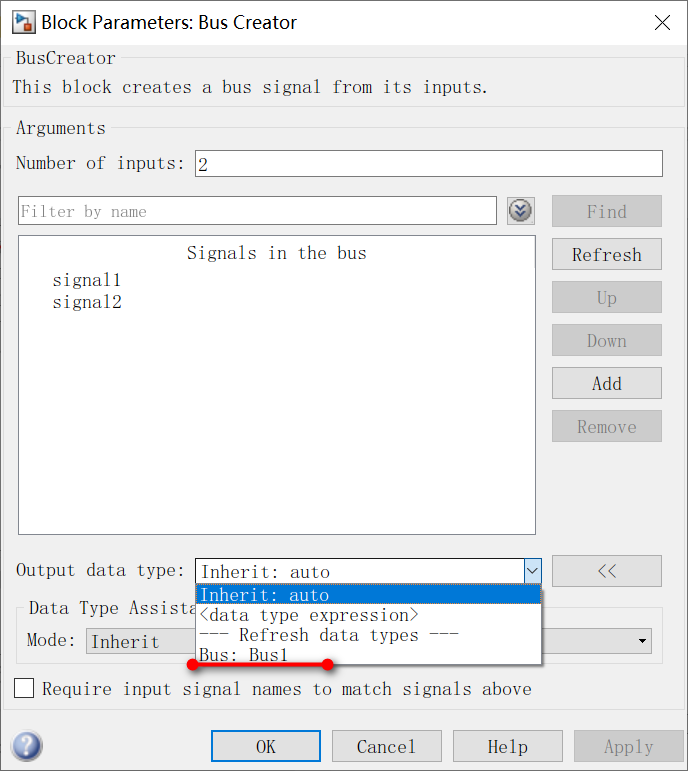 Block Parameters: Bus Creator
BusCreator
This block creates a bus signal from its inputs.
Arguments
Number of inputs: 2
Filter by name
Find
Signals in the bus
Refresh
signal1
signal2
Up
Down
Add
Remove
Output data type: Inherit: auto <<
Inherit: auto
<data type expression>
--- Refresh data types ---
Bus: Bus1
Data Type Assista
Mode: Inherit
Require input signal names to match signals above
OK Cancel Help Apply